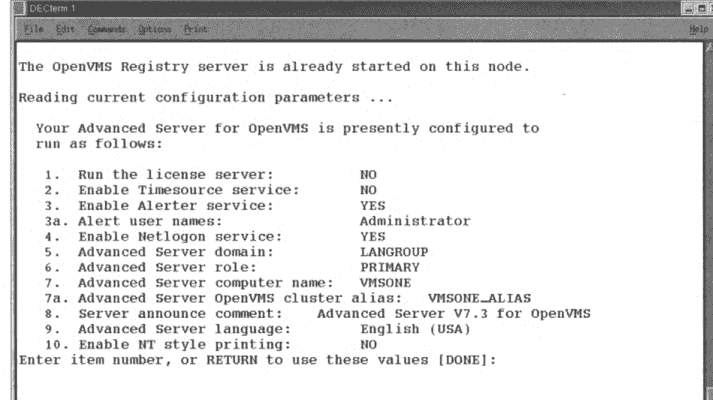 DECterm 1
File Edit Commands Options Print Help
The OpenVMS Registry server is already started on this node.
Reading current configuration parameters ...
Your Advanced Server for OpenVMS is presently configured to
run as follows:
1. Run the license server: NO
2. Enable Timesource service: NO
3. Enable Alerter service: YES
3a. Alert user names: Administrator
4. Enable Netlogon service: YES
5. Advanced Server domain: LANGROUP
6. Advanced Server role: PRIMARY
7. Advanced Server computer name: VMSONE
7a. Advanced Server OpenVMS cluster alias: VMSONE_ALIAS
8. Server announce comment: Advanced Server V7.3 for OpenVMS
9. Advanced Server language: English (USA)
10. Enable NT style printing: NO
Enter item number, or RETURN to use these values [DONE]: